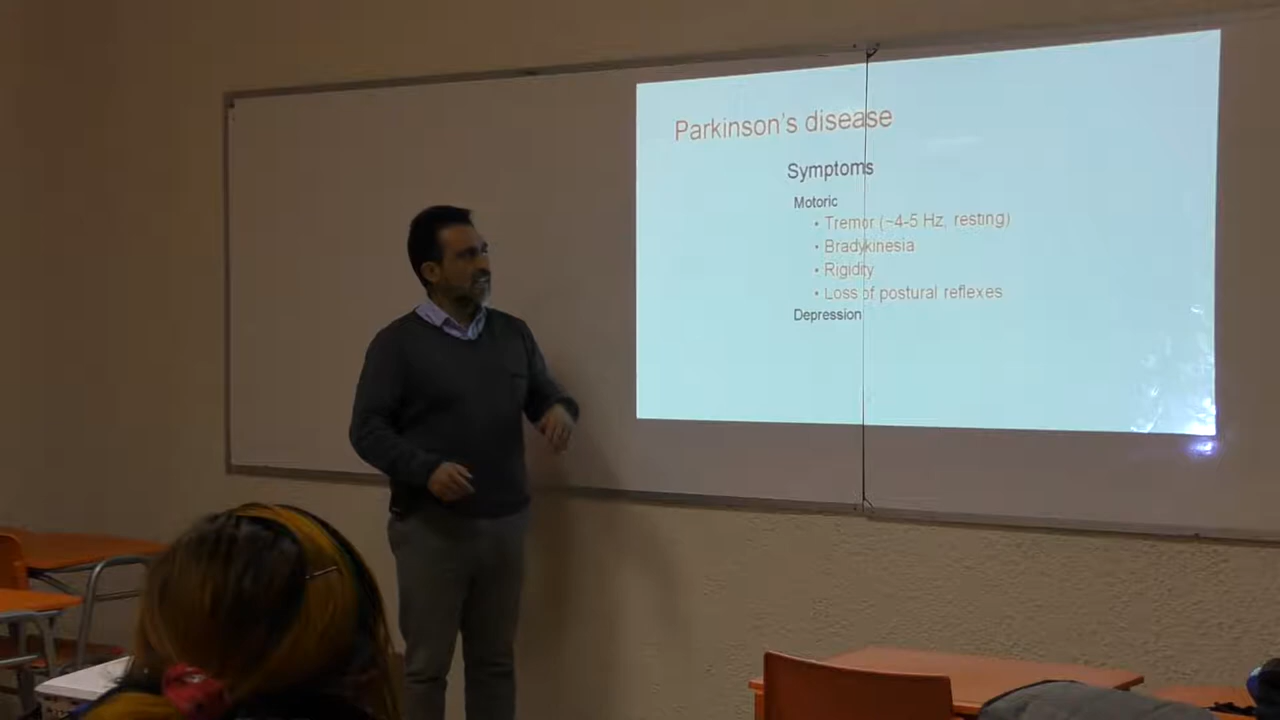 Parkinson's disease
Symptoms
Motoric
• Tremor (~4-5 Hz, resting)
• Bradykinesia
• Rigidity
• Loss of postural reflexes
Depression